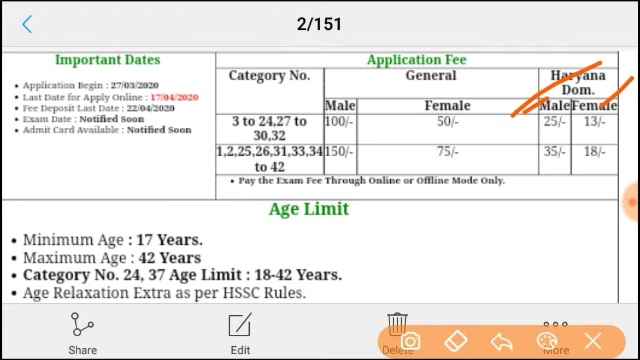 2/151
Important Dates
Application Begin : 27/03/2020
Last Date for Apply Online : 17/04/2020
Fee Deposit Last Date : 22/04/2020
Exam Date : Notified Soon
Admit Card Available : Notified Soon
Application Fee
Category No. General Haryana Dom.
Male Female Male Female
3 to 24,27 to 30,32 100/- 50/- 25/- 13/-
1,2,25,26,31,33,34 to 42 150/- 75/- 35/- 18/-
Pay the Exam Fee Through Online or Offline Mode Only.
Age Limit
Minimum Age : 17 Years.
Maximum Age : 42 Years
Category No. 24, 37 Age Limit : 18-42 Years.
Age Relaxation Extra as per HSSC Rules.
Share Edit Delete More